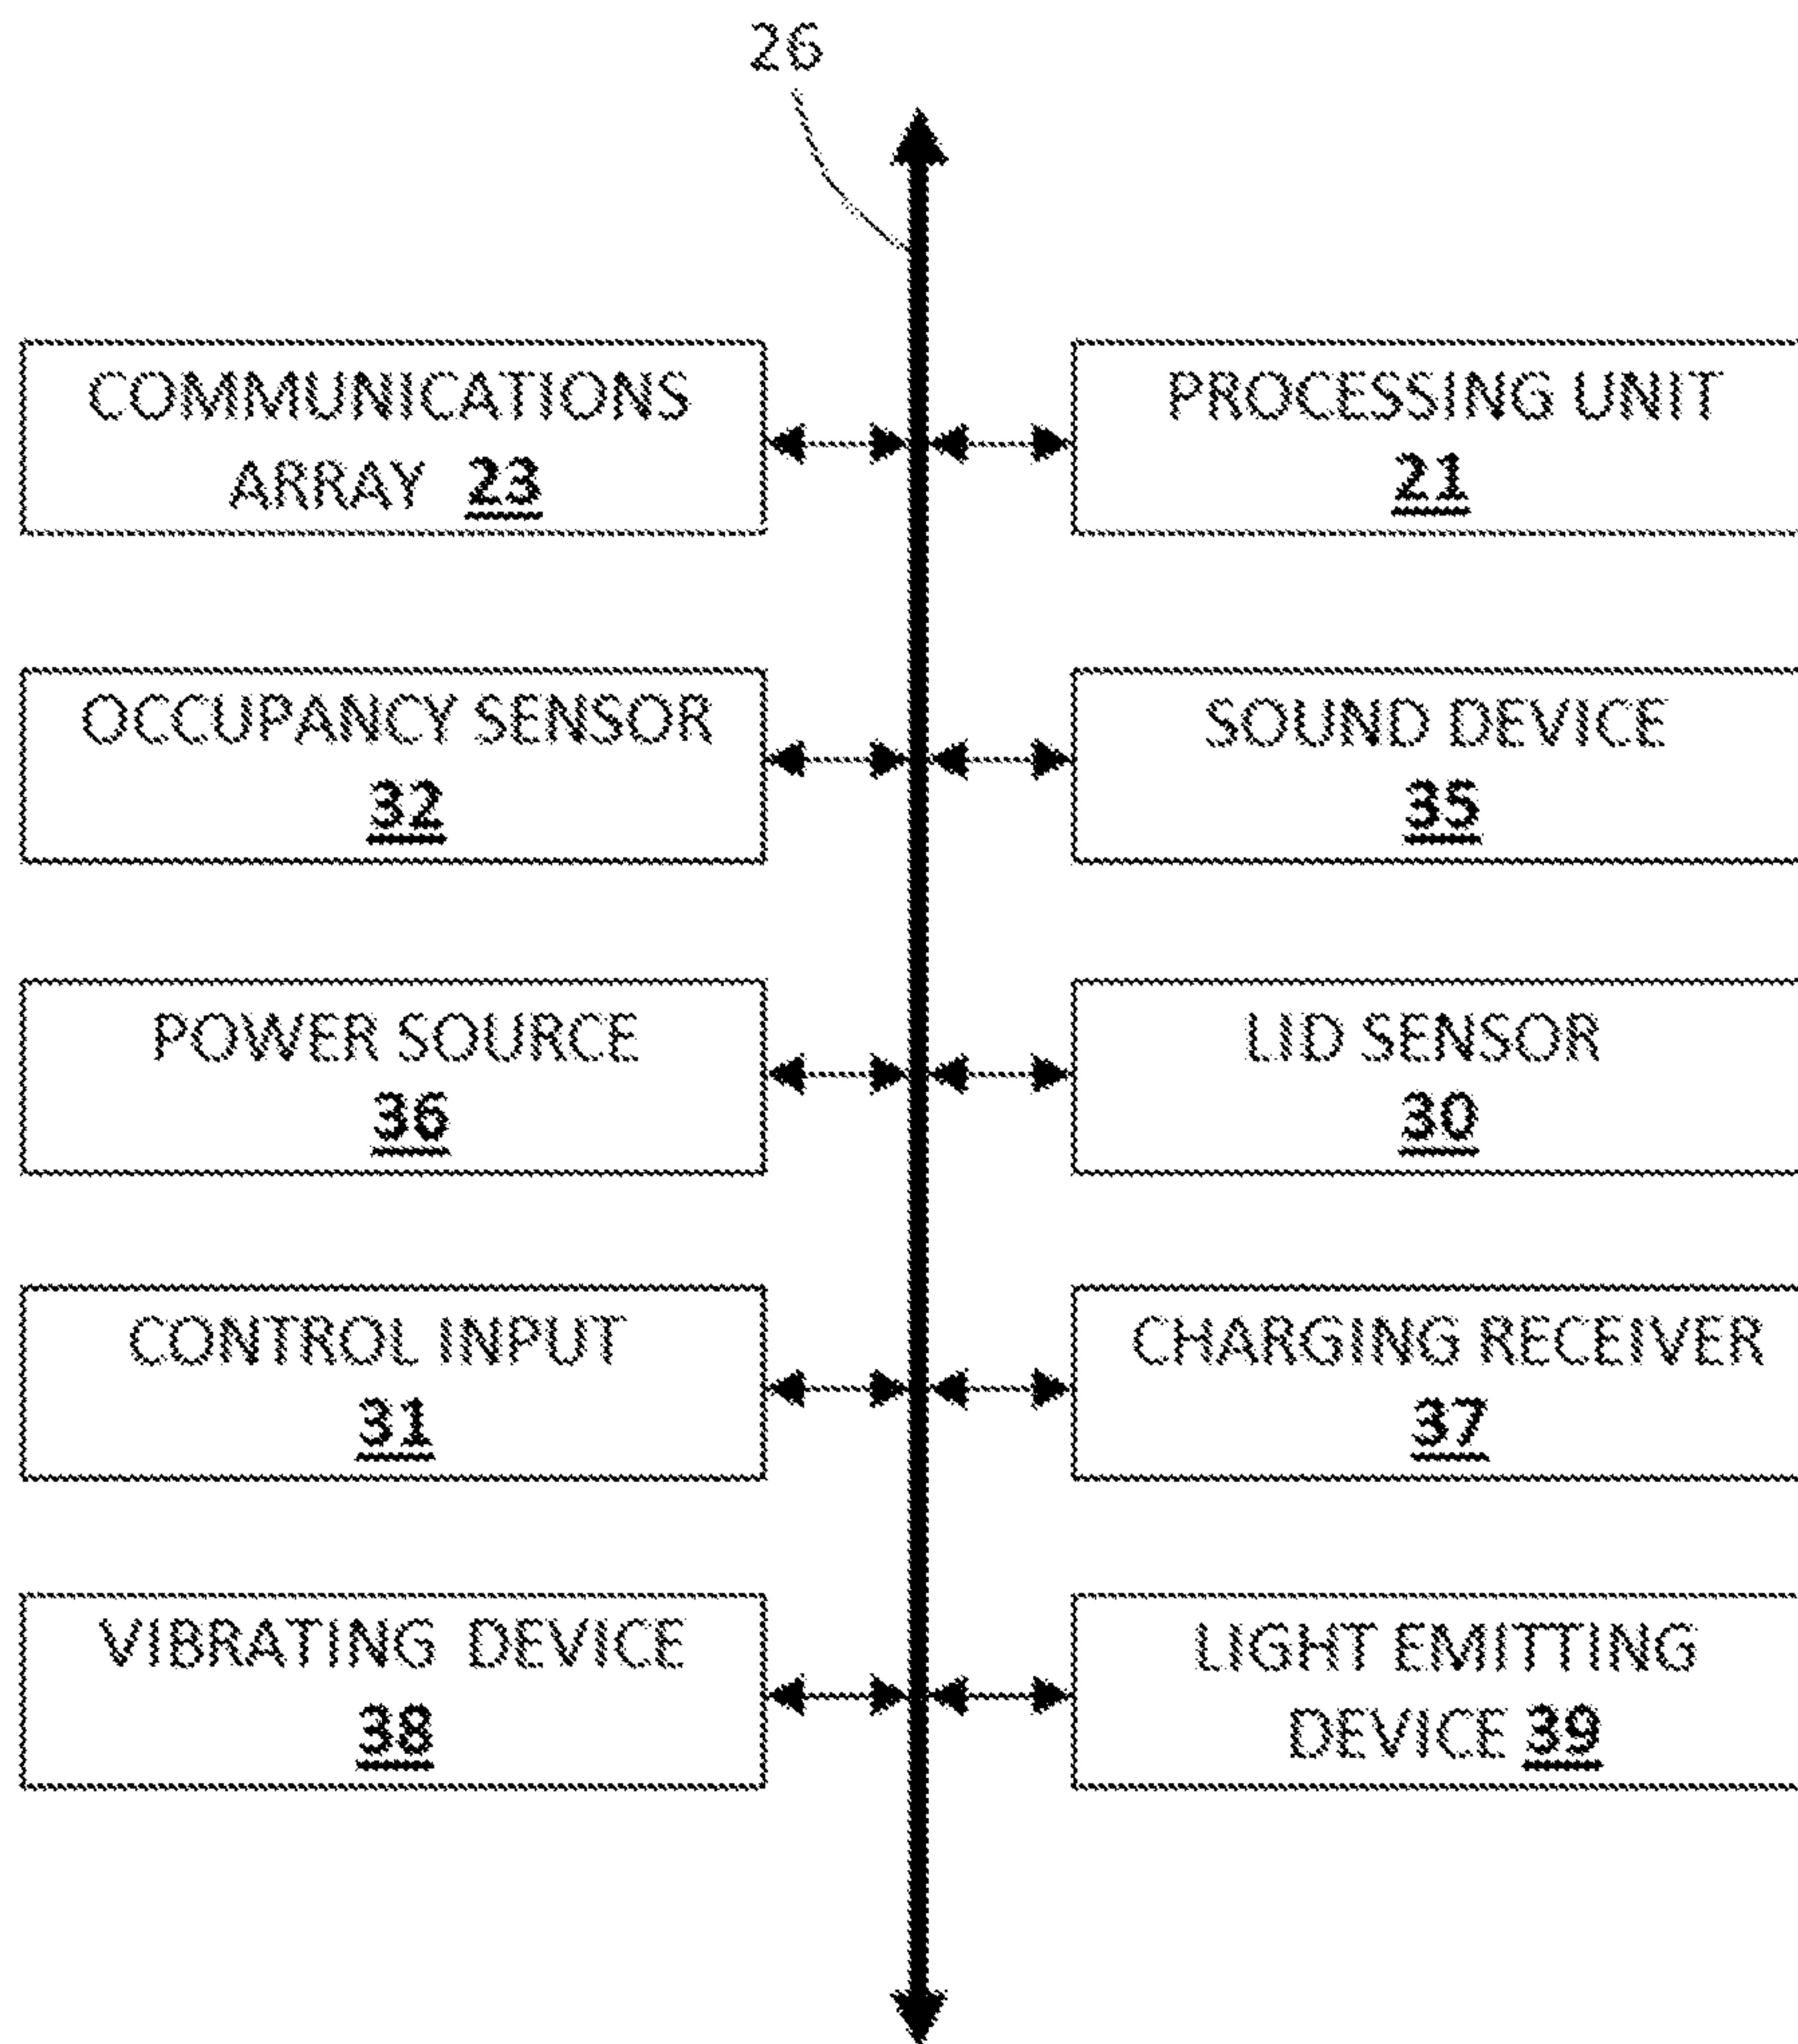 26
COMMUNICATIONS
ARRAY 23
PROCESSING UNIT
21
OCCUPANCY SENSOR
32
SOUND DEVICE
35
POWER SOURCE
36
LID SENSOR
30
CONTROL INPUT
31
CHARGING RECEIVER
37
VIBRATING DEVICE
38
LIGHT EMITTING
DEVICE 39